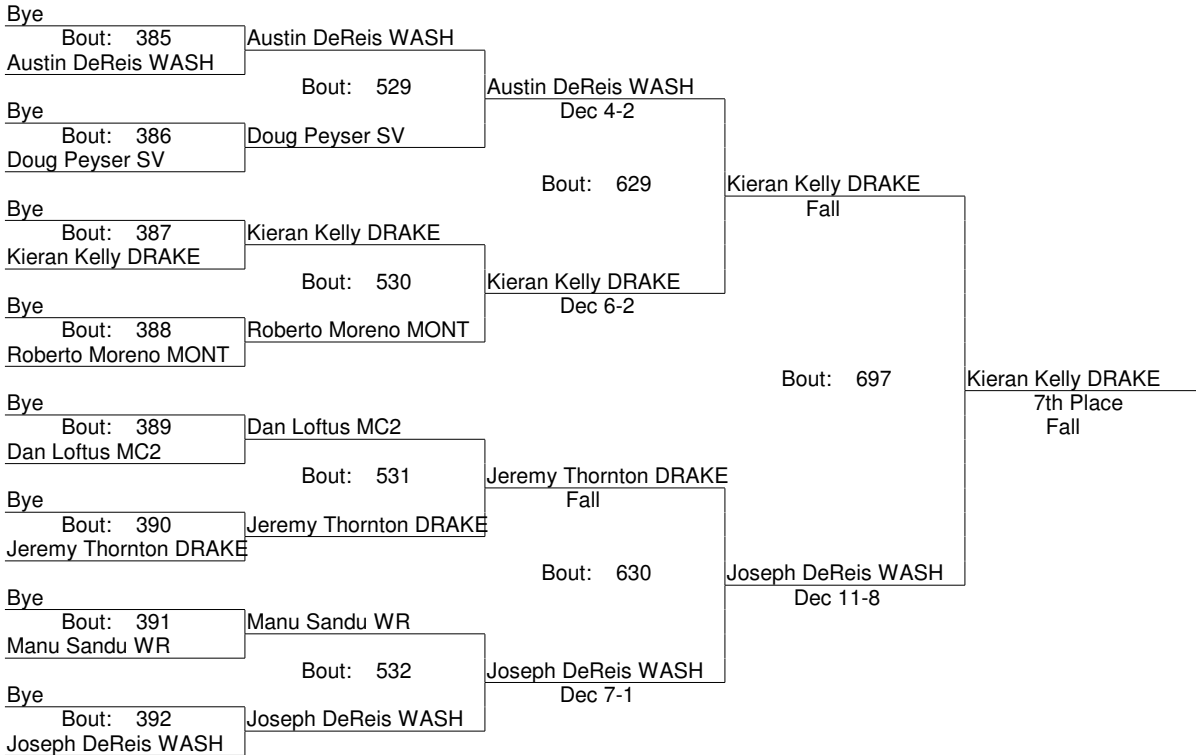 Bye
Bout: 385 Austin DeReis WASH
Austin DeReis WASH
Bout: 529 Austin DeReis WASH
Bye Dec 4-2
Bout: 386 Doug Peyser SV
Doug Peyser SV
Bout: 629 Kieran Kelly DRAKE
Bye Fall
Bout: 387 Kieran Kelly DRAKE
Kieran Kelly DRAKE
Bout: 530 Kieran Kelly DRAKE
Bye Dec 6-2
Bout: 388 Roberto Moreno MONT
Roberto Moreno MONT
Bout: 697 Kieran Kelly DRAKE
Bye 7th Place
Bout: 389 Dan Loftus MC2 Fall
Dan Loftus MC2
Bout: 531 Jeremy Thornton DRAKE
Bye Fall
Bout: 390 Jeremy Thornton DRAKE
Jeremy Thornton DRAKE
Bout: 630 Joseph DeReis WASH
Bye Dec 11-8
Bout: 391 Manu Sandu WR
Manu Sandu WR
Bout: 532 Joseph DeReis WASH
Bye Dec 7-1
Bout: 392 Joseph DeReis WASH
Joseph DeReis WASH